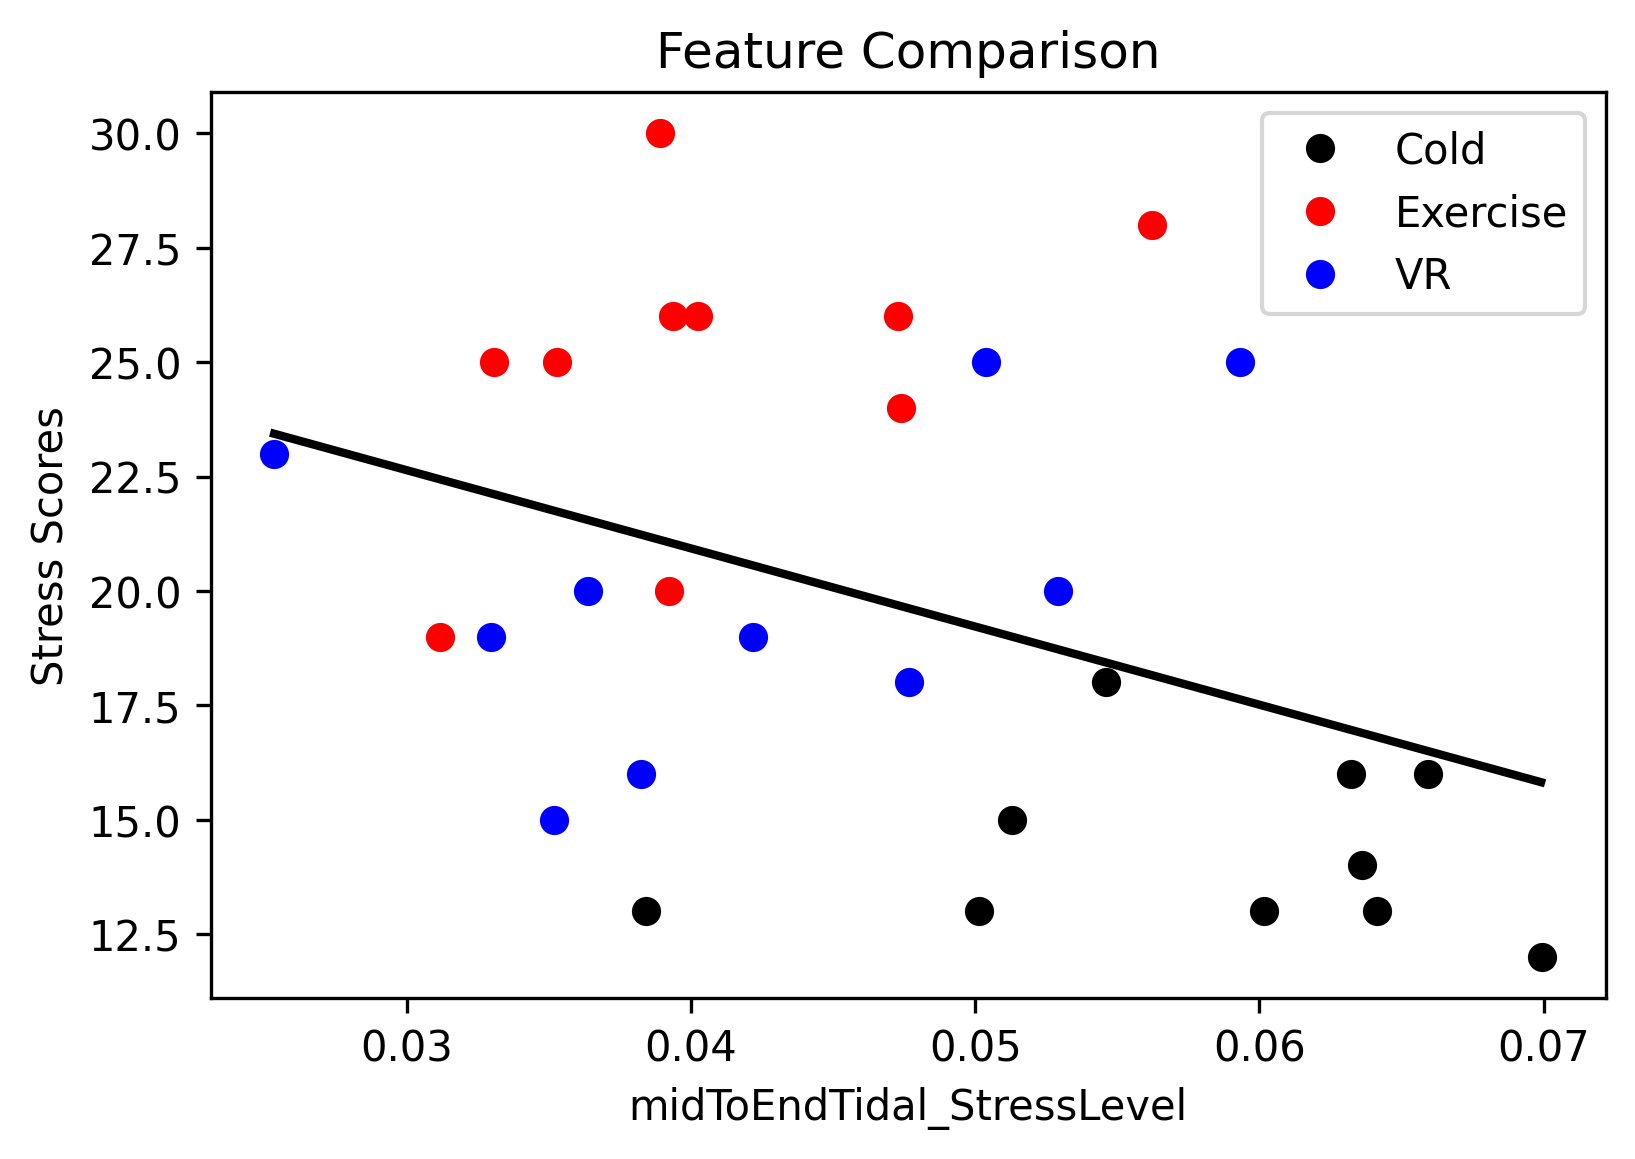 Feature Comparison
30.0
27.5
25.0
22.5
20.0
17.5
15.0
12.5
Stress Scores
Cold
Exercise
VR
0.03 0.04 0.05 0.06 0.07
midToEndTidal_StressLevel